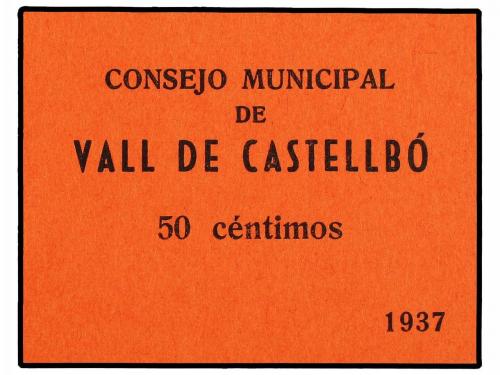 CONSEJO MUNICIPAL
DE
VALL DE CASTELLBÓ
50 céntimos
1937